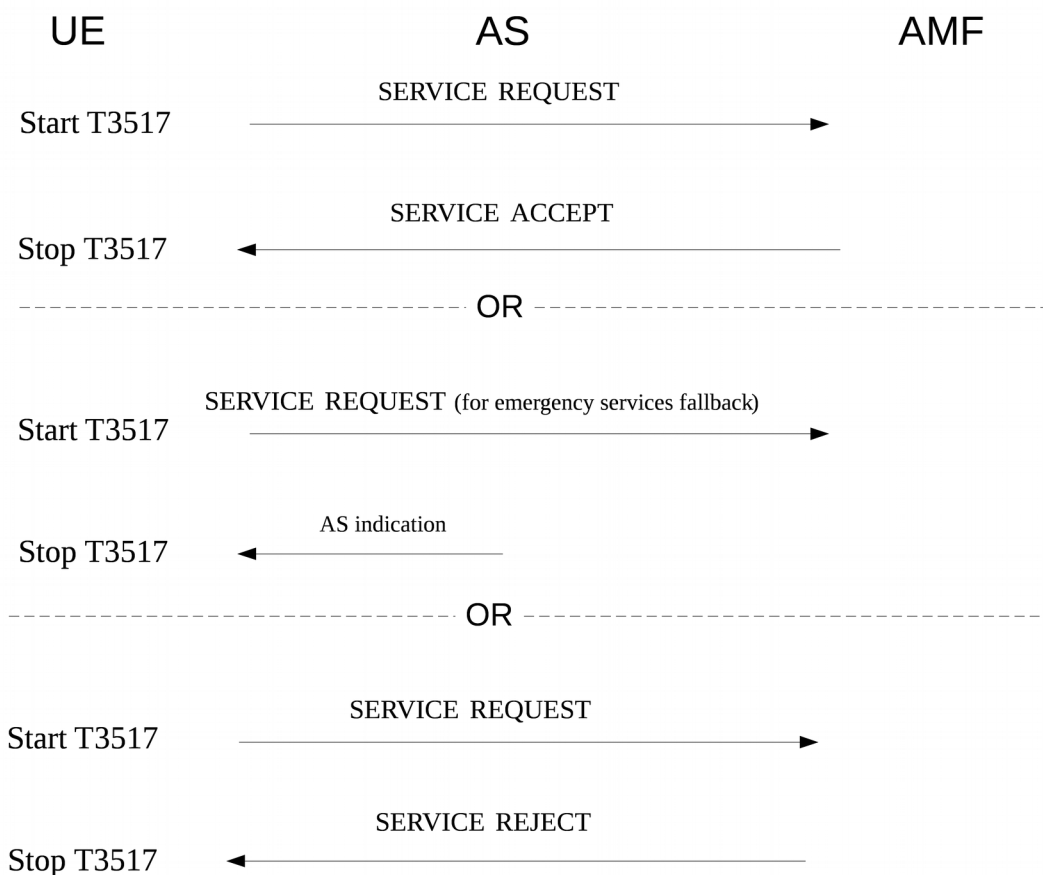 UE AS AMF
SERVICE REQUEST
Start T3517
SERVICE ACCEPT
Stop T3517
OR
SERVICE REQUEST (for emergency services fallback)
Start T3517
AS indication
Stop T3517
OR
SERVICE REQUEST
Start T3517
SERVICE REJECT
Stop T3517